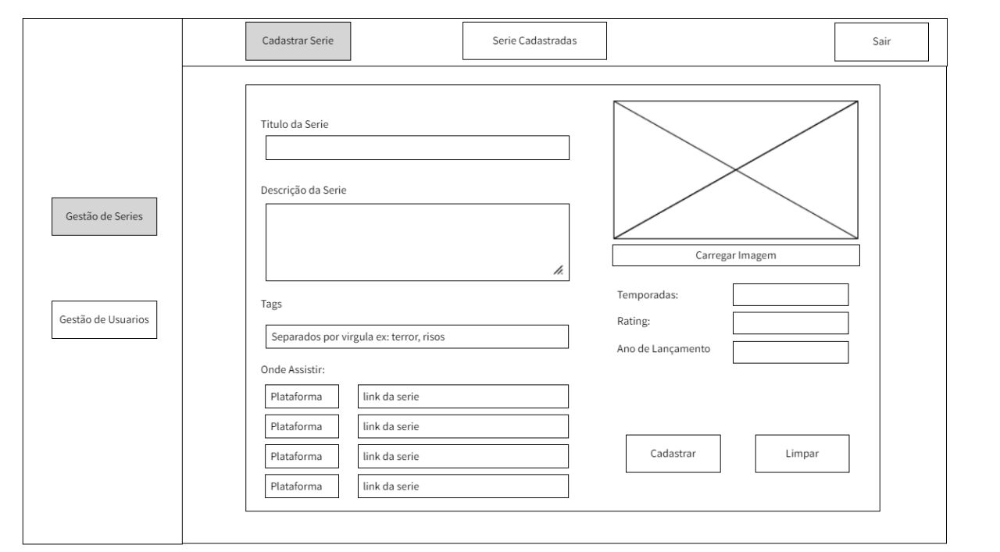 Cadastrar Serie
Serie Cadastradas
Sair
Gestão de Series
Gestão de Usuarios
Titulo da Serie
Descrição da Serie
Tags
Separados por virgula ex: terror, risos
Onde Assistir:
Plataforma
link da serie
Plataforma
link da serie
Plataforma
link da serie
Plataforma
link da serie
Carregar Imagem
Temporadas:
Rating:
Ano de Lançamento
Cadastrar
Limpar